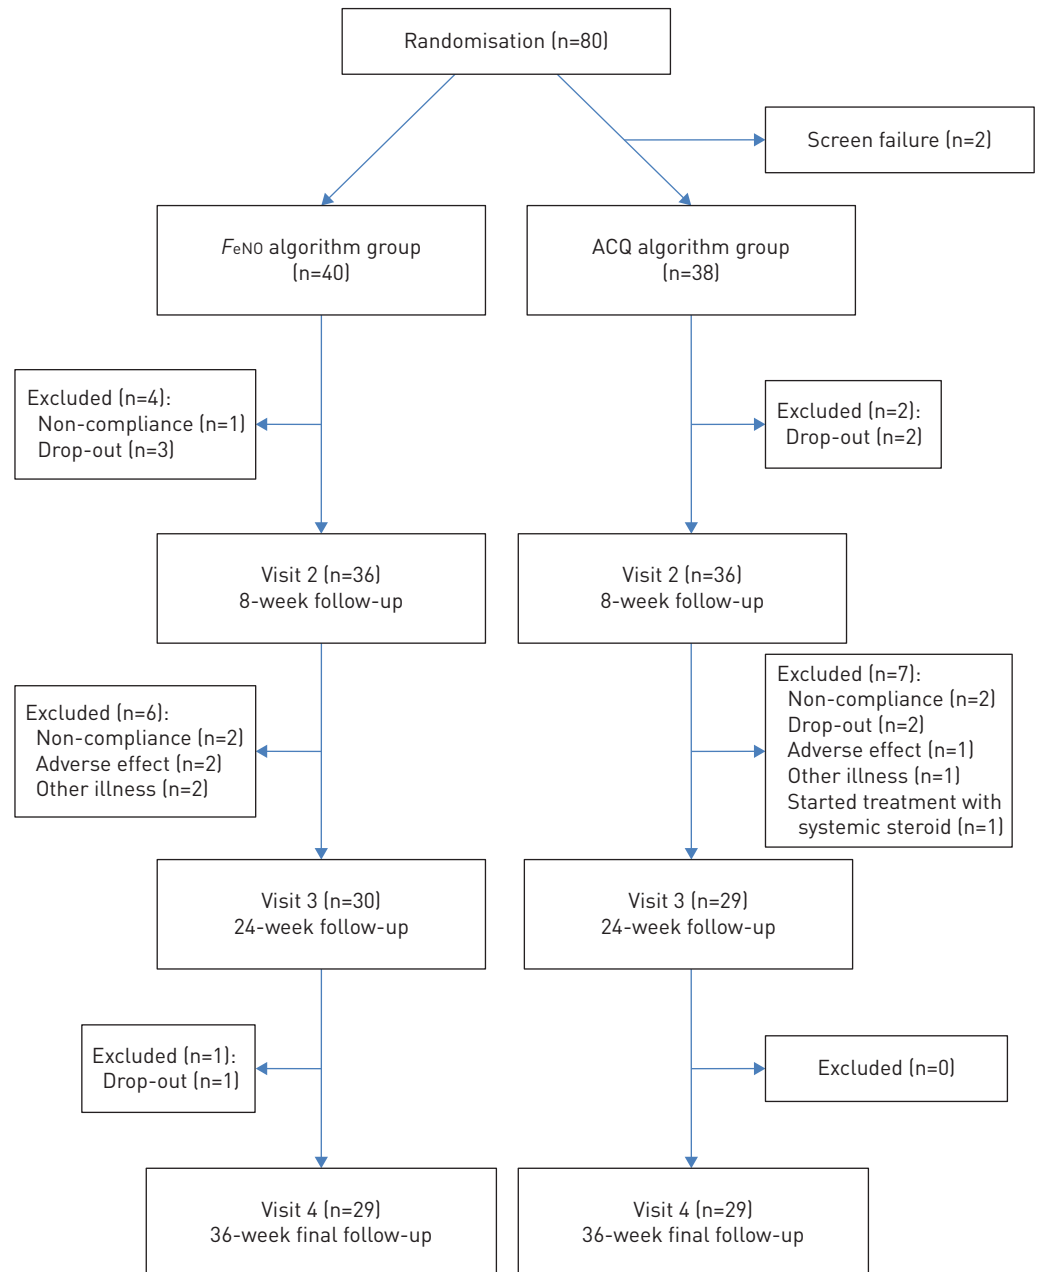 Randomisation (n=80)
Screen failure (n=2)
FeNO algorithm group
(n=40)
ACQ algorithm group
(n=38)
Excluded (n=4):
Non-compliance (n=1)
Drop-out (n=3)
Excluded (n=2):
Drop-out (n=2)
Visit 2 (n=36)
8-week follow-up
Visit 2 (n=36)
8-week follow-up
Excluded (n=6):
Non-compliance (n=2)
Adverse effect (n=2)
Other illness (n=2)
Excluded (n=7):
Non-compliance (n=2)
Drop-out (n=2)
Adverse effect (n=1)
Other illness (n=1)
Started treatment with
systemic steroid (n=1)
Visit 3 (n=30)
24-week follow-up
Visit 3 (n=29)
24-week follow-up
Excluded (n=1):
Drop-out (n=1)
Excluded (n=0)
Visit 4 (n=29)
36-week final follow-up
Visit 4 (n=29)
36-week final follow-up